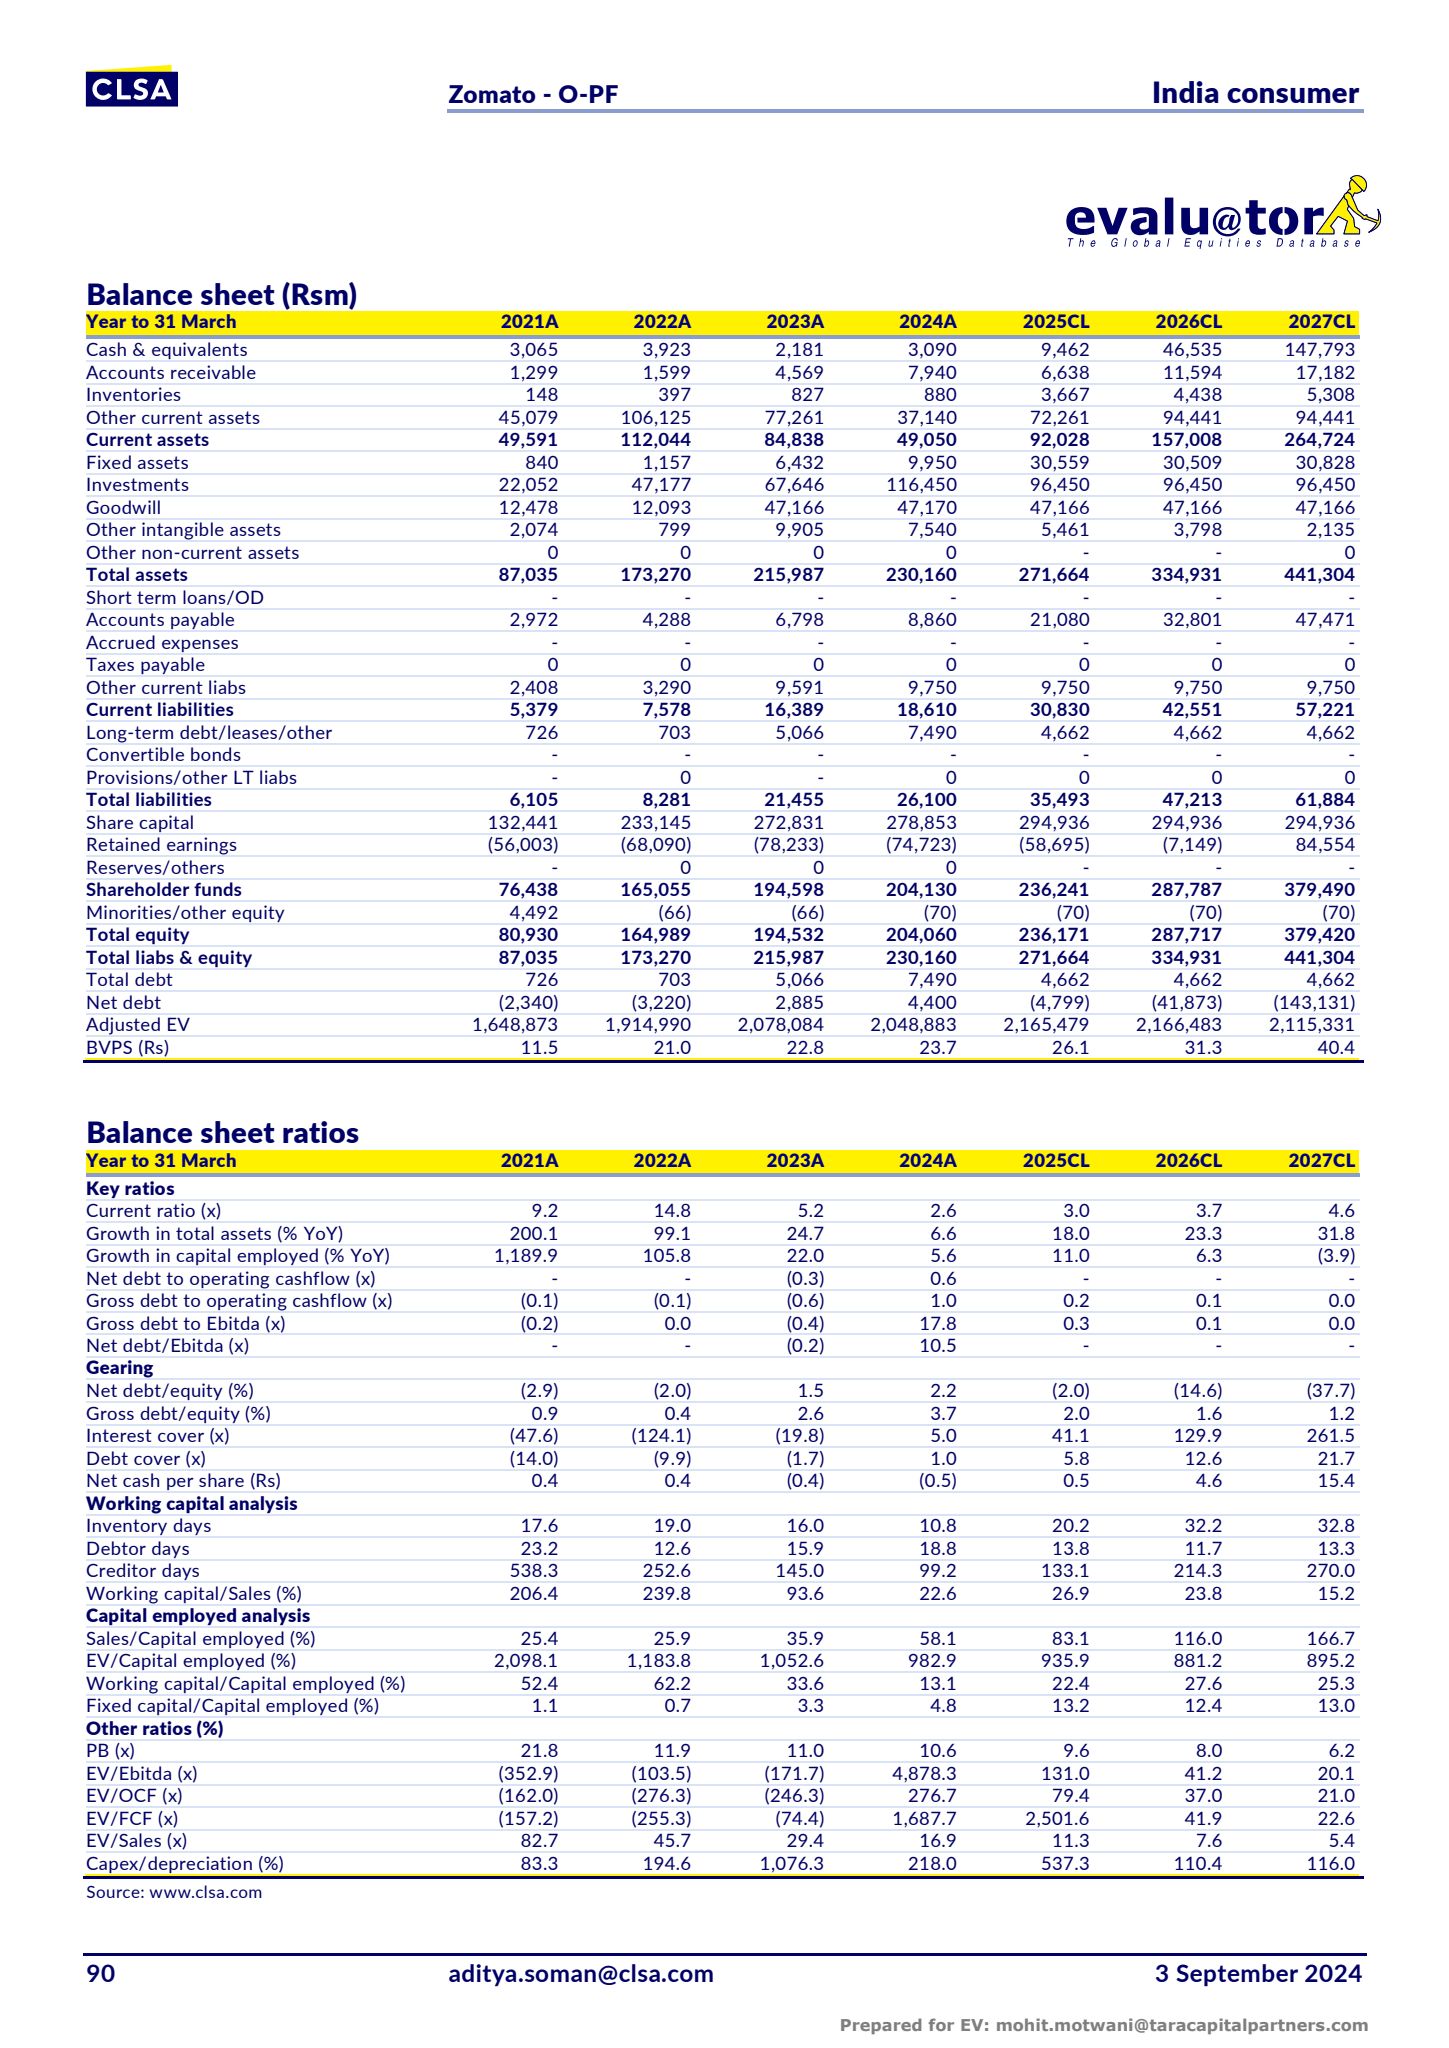 CLSA
Zomato - O-PF
India consumer
evalu@tor
The Global Equities Database
Balance sheet (Rsm)
Year to 31 March 2021A 2022A 2023A 2024A 2025CL 2026CL 2027CL
Cash & equivalents 3,065 3,923 2,181 3,090 9,462 46,535 147,793
Accounts receivable 1,299 1,599 4,569 7,940 6,638 11,594 17,182
Inventories 148 397 827 880 3,667 4,438 5,308
Other current assets 45,079 106,125 77,261 37,140 72,261 94,441 94,441
Current assets 49,591 112,044 84,838 49,050 92,028 157,008 264,724
Fixed assets 840 1,157 6,432 9,950 30,559 30,509 30,828
Investments 22,052 47,177 67,646 116,450 96,450 96,450 96,450
Goodwill 12,478 12,093 47,166 47,170 47,166 47,166 47,166
Other intangible assets 2,074 799 9,905 7,540 5,461 3,798 2,135
Other non-current assets 0 0 0 0 - - 0
Total assets 87,035 173,270 215,987 230,160 271,664 334,931 441,304
Short term loans/OD - - - - - - -
Accounts payable 2,972 4,288 6,798 8,860 21,080 32,801 47,471
Accrued expenses - - - - - - -
Taxes payable 0 0 0 0 0 0 0
Other current liabs 2,408 3,290 9,591 9,750 9,750 9,750 9,750
Current liabilities 5,379 7,578 16,389 18,610 30,830 42,551 57,221
Long-term debt/leases/other 726 703 5,066 7,490 4,662 4,662 4,662
Convertible bonds - - - - - - -
Provisions/other LT liabs - 0 - 0 0 0 0
Total liabilities 6,105 8,281 21,455 26,100 35,493 47,213 61,884
Share capital 132,441 233,145 272,831 278,853 294,936 294,936 294,936
Retained earnings (56,003) (68,090) (78,233) (74,723) (58,695) (7,149) 84,554
Reserves/others - 0 0 0 - - -
Shareholder funds 76,438 165,055 194,598 204,130 236,241 287,787 379,490
Minorities/other equity 4,492 (66) (66) (70) (70) (70) (70)
Total equity 80,930 164,989 194,532 204,060 236,171 287,717 379,420
Total liabs & equity 87,035 173,270 215,987 230,160 271,664 334,931 441,304
Total debt 726 703 5,066 7,490 4,662 4,662 4,662
Net debt (2,340) (3,220) 2,885 4,400 (4,799) (41,873) (143,131)
Adjusted EV 1,648,873 1,914,990 2,078,084 2,048,883 2,165,479 2,166,483 2,115,331
BVPS (Rs) 11.5 21.0 22.8 23.7 26.1 31.3 40.4
Balance sheet ratios
Year to 31 March 2021A 2022A 2023A 2024A 2025CL 2026CL 2027CL
Key ratios
Current ratio (x) 9.2 14.8 5.2 2.6 3.0 3.7 4.6
Growth in total assets (% YoY) 200.1 99.1 24.7 6.6 18.0 23.3 31.8
Growth in capital employed (% YoY) 1,189.9 105.8 22.0 5.6 11.0 6.3 (3.9)
Net debt to operating cashflow (x) - - (0.3) 0.6 - - -
Gross debt to operating cashflow (x) (0.1) (0.1) (0.6) 1.0 0.2 0.1 0.0
Gross debt to Ebitda (x) (0.2) 0.0 (0.4) 17.8 0.3 0.1 0.0
Net debt/Ebitda (x) - - (0.2) 10.5 - - -
Gearing
Net debt/equity (%) (2.9) (2.0) 1.5 2.2 (2.0) (14.6) (37.7)
Gross debt/equity (%) 0.9 0.4 2.6 3.7 2.0 1.6 1.2
Interest cover (x) (47.6) (124.1) (19.8) 5.0 41.1 129.9 261.5
Debt cover (x) (14.0) (9.9) (1.7) 1.0 5.8 12.6 21.7
Net cash per share (Rs) 0.4 0.4 (0.4) (0.5) 0.5 4.6 15.4
Working capital analysis
Inventory days 17.6 19.0 16.0 10.8 20.2 32.2 32.8
Debtor days 23.2 12.6 15.9 18.8 13.8 11.7 13.3
Creditor days 538.3 252.6 145.0 99.2 133.1 214.3 270.0
Working capital/Sales (%) 206.4 239.8 93.6 22.6 26.9 23.8 15.2
Capital employed analysis
Sales/Capital employed (%) 25.4 25.9 35.9 58.1 83.1 116.0 166.7
EV/Capital employed (%) 2,098.1 1,183.8 1,052.6 982.9 935.9 881.2 895.2
Working capital/Capital employed (%) 52.4 62.2 33.6 13.1 22.4 27.6 25.3
Fixed capital/Capital employed (%) 1.1 0.7 3.3 4.8 13.2 12.4 13.0
Other ratios (%)
PB (x) 21.8 11.9 11.0 10.6 9.6 8.0 6.2
EV/Ebitda (x) (352.9) (103.5) (171.7) 4,878.3 131.0 41.2 20.1
EV/OCF (x) (162.0) (276.3) (246.3) 276.7 79.4 37.0 21.0
EV/FCF (x) (157.2) (255.3) (74.4) 1,687.7 2,501.6 41.9 22.6
EV/Sales (x) 82.7 45.7 29.4 16.9 11.3 7.6 5.4
Capex/depreciation (%) 83.3 194.6 1,076.3 218.0 537.3 110.4 116.0
Source: www.clsa.com
90
aditya.soman@clsa.com
3 September 2024
Prepared for EV: mohit.motwani@taracapitalpartners.com